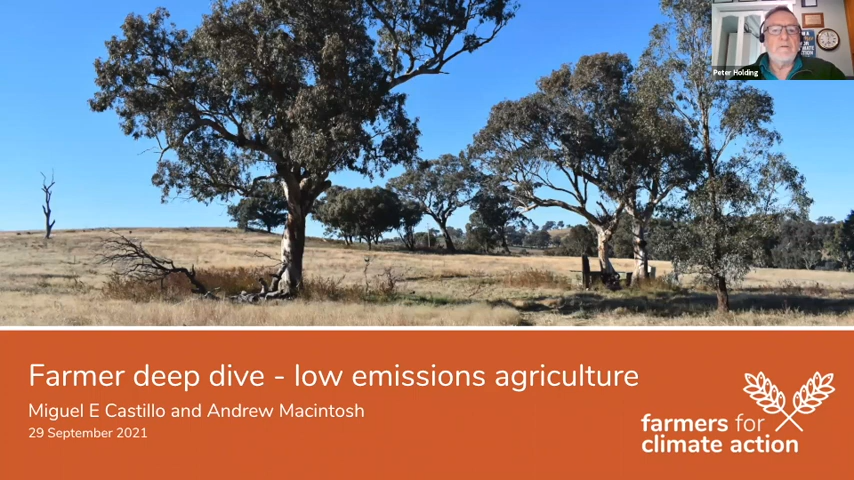 Peter Holding
CLIMATE
Farmer deep dive - low emissions agriculture
Miguel E Castillo and Andrew Macintosh
29 September 2021
farmers for
climate action